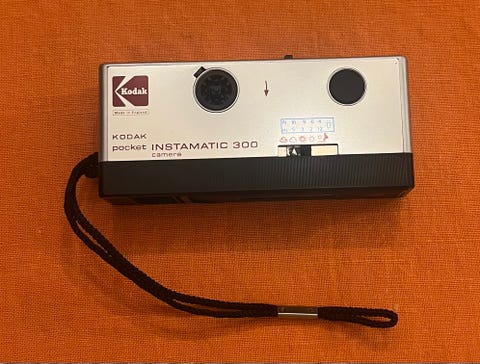 Kodak
Made in England
KODAK
pocket INSTAMATIC 300
camera